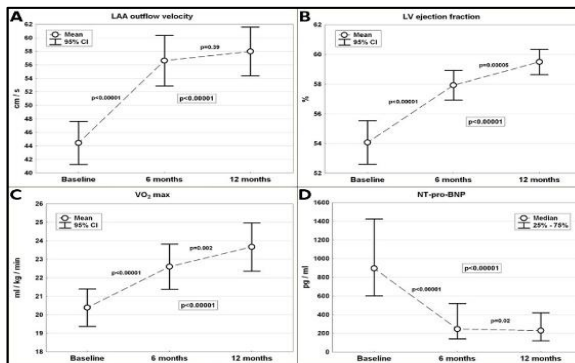 A
LAA outflow velocity
Mean
95% CI
cm / s
62
60
58
56
54
52
50
48
46
44
42
40
p<0.00001
p=0.39
p<0.00001
Baseline
6 months
12 months
B
LV ejection fraction
Mean
95% CI
%
62
60
58
56
54
52
p<0.00001
p=0.00005
p<0.00001
Baseline
6 months
12 months
C
VO₂ max
Mean
95% CI
ml / kg / min
26
25
24
23
22
21
20
19
18
17
p<0.00001
p=0.002
p<0.00001
Baseline
6 months
12 months
D
NT-pro-BNP
Median
25% - 75%
pg / ml
1600
1400
1200
1000
800
600
400
200
0
p<0.00001
p<0.00001
p=0.02
Baseline
6 months
12 months